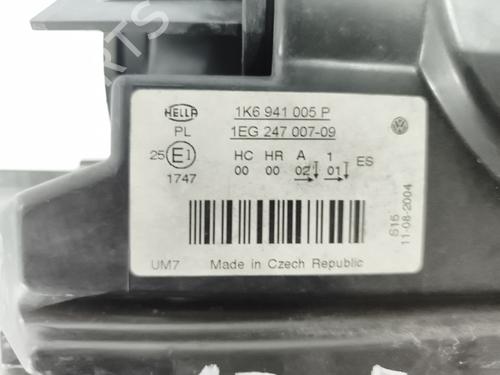 HELLA
1K6 941 005 P
PL
1EG 247 007-09
25 E1
HC HR A 1 ES
00 00 02 01
1747
S16
11-08-2004
UM7 Made in Czech Republic